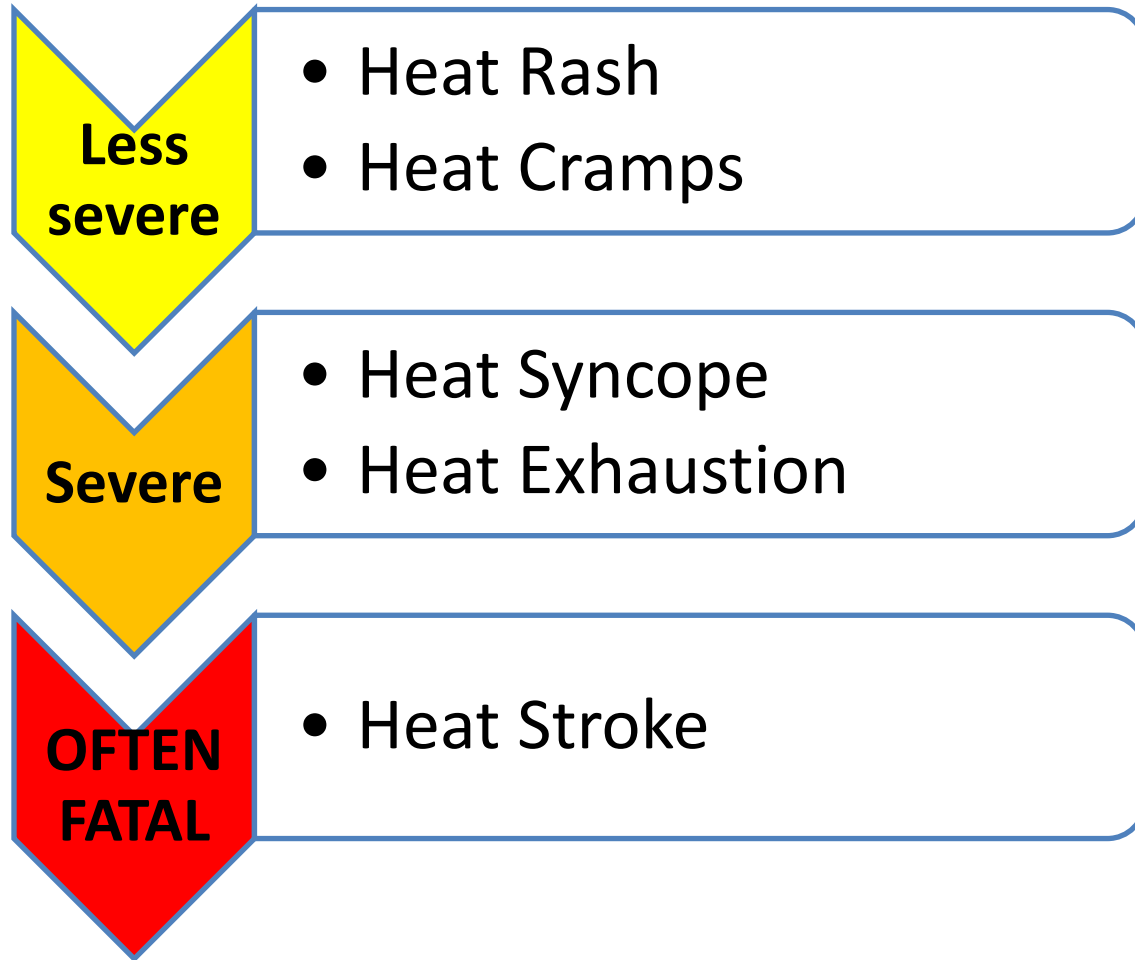 Less
severe
• Heat Rash
• Heat Cramps
Severe
• Heat Syncope
• Heat Exhaustion
OFTEN
FATAL
• Heat Stroke